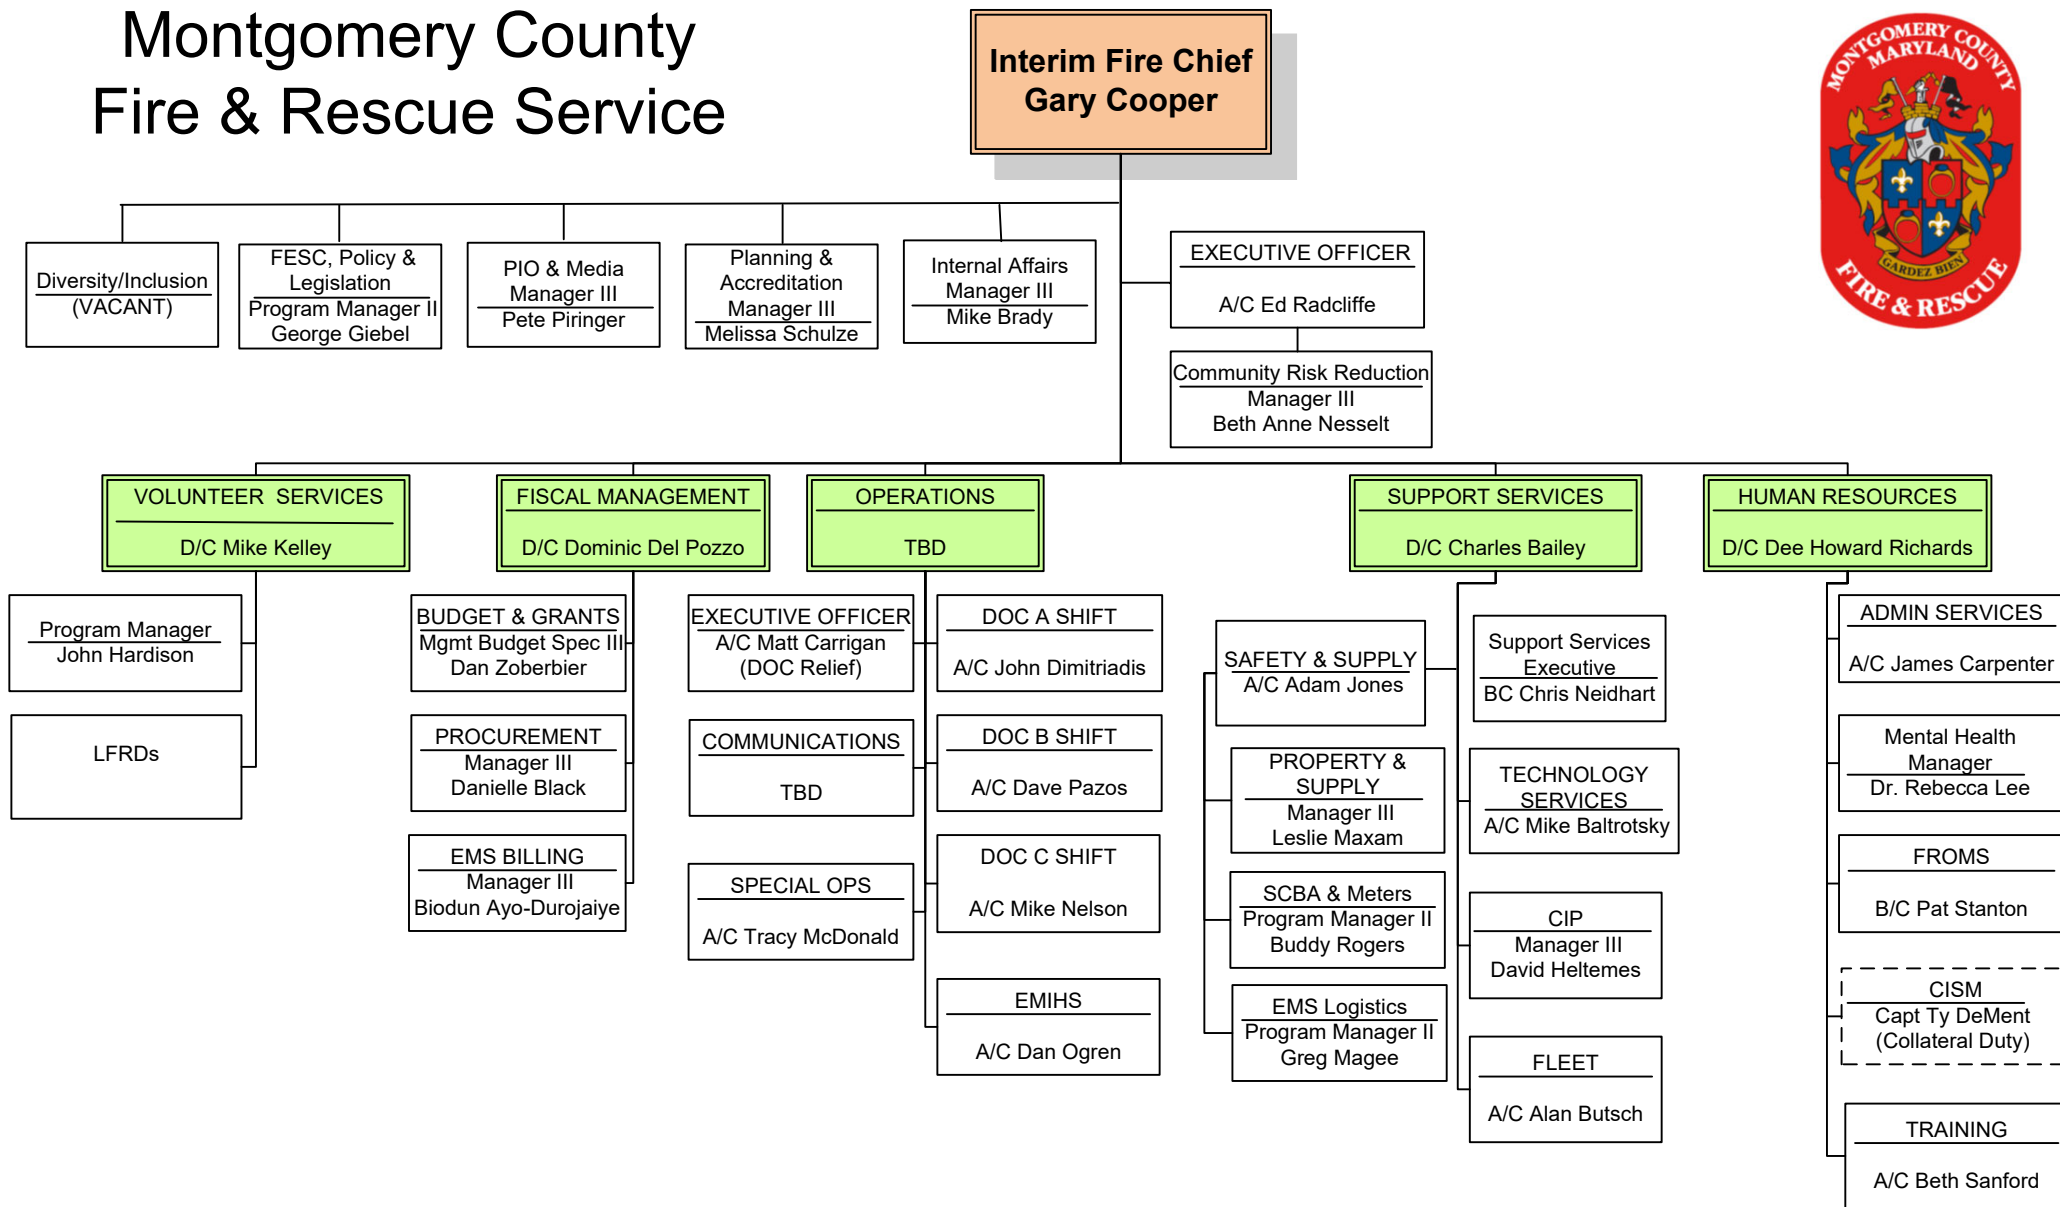 Montgomery County
Fire & Rescue Service
Interim Fire Chief
Gary Cooper
MONTGOMERY COUNTY
MARYLAND
GARDEZ BIEN
FIRE & RESCUE
Diversity/Inclusion
(VACANT)
FESC, Policy &
Legislation
Program Manager II
George Giebel
PIO & Media
Manager III
Pete Piringer
Planning &
Accreditation
Manager III
Melissa Schulze
Internal Affairs
Manager III
Mike Brady
EXECUTIVE OFFICER
A/C Ed Radcliffe
Community Risk Reduction
Manager III
Beth Anne Nesselt
VOLUNTEER SERVICES
D/C Mike Kelley
FISCAL MANAGEMENT
D/C Dominic Del Pozzo
OPERATIONS
TBD
SUPPORT SERVICES
D/C Charles Bailey
HUMAN RESOURCES
D/C Dee Howard Richards
Program Manager
John Hardison
LFRDs
BUDGET & GRANTS
Mgmt Budget Spec III
Dan Zoberbier
PROCUREMENT
Manager III
Danielle Black
EMS BILLING
Manager III
Biodun Ayo-Durojaiye
EXECUTIVE OFFICER
A/C Matt Carrigan
(DOC Relief)
COMMUNICATIONS
TBD
SPECIAL OPS
A/C Tracy McDonald
DOC A SHIFT
A/C John Dimitriadis
DOC B SHIFT
A/C Dave Pazos
DOC C SHIFT
A/C Mike Nelson
EMIHS
A/C Dan Ogren
SAFETY & SUPPLY
A/C Adam Jones
PROPERTY &
SUPPLY
Manager III
Leslie Maxam
SCBA & Meters
Program Manager II
Buddy Rogers
EMS Logistics
Program Manager II
Greg Magee
Support Services
Executive
BC Chris Neidhart
TECHNOLOGY
SERVICES
A/C Mike Baltrotsky
CIP
Manager III
David Heltemes
FLEET
A/C Alan Butsch
ADMIN SERVICES
A/C James Carpenter
Mental Health
Manager
Dr. Rebecca Lee
FROMS
B/C Pat Stanton
CISM
Capt Ty DeMent
(Collateral Duty)
TRAINING
A/C Beth Sanford